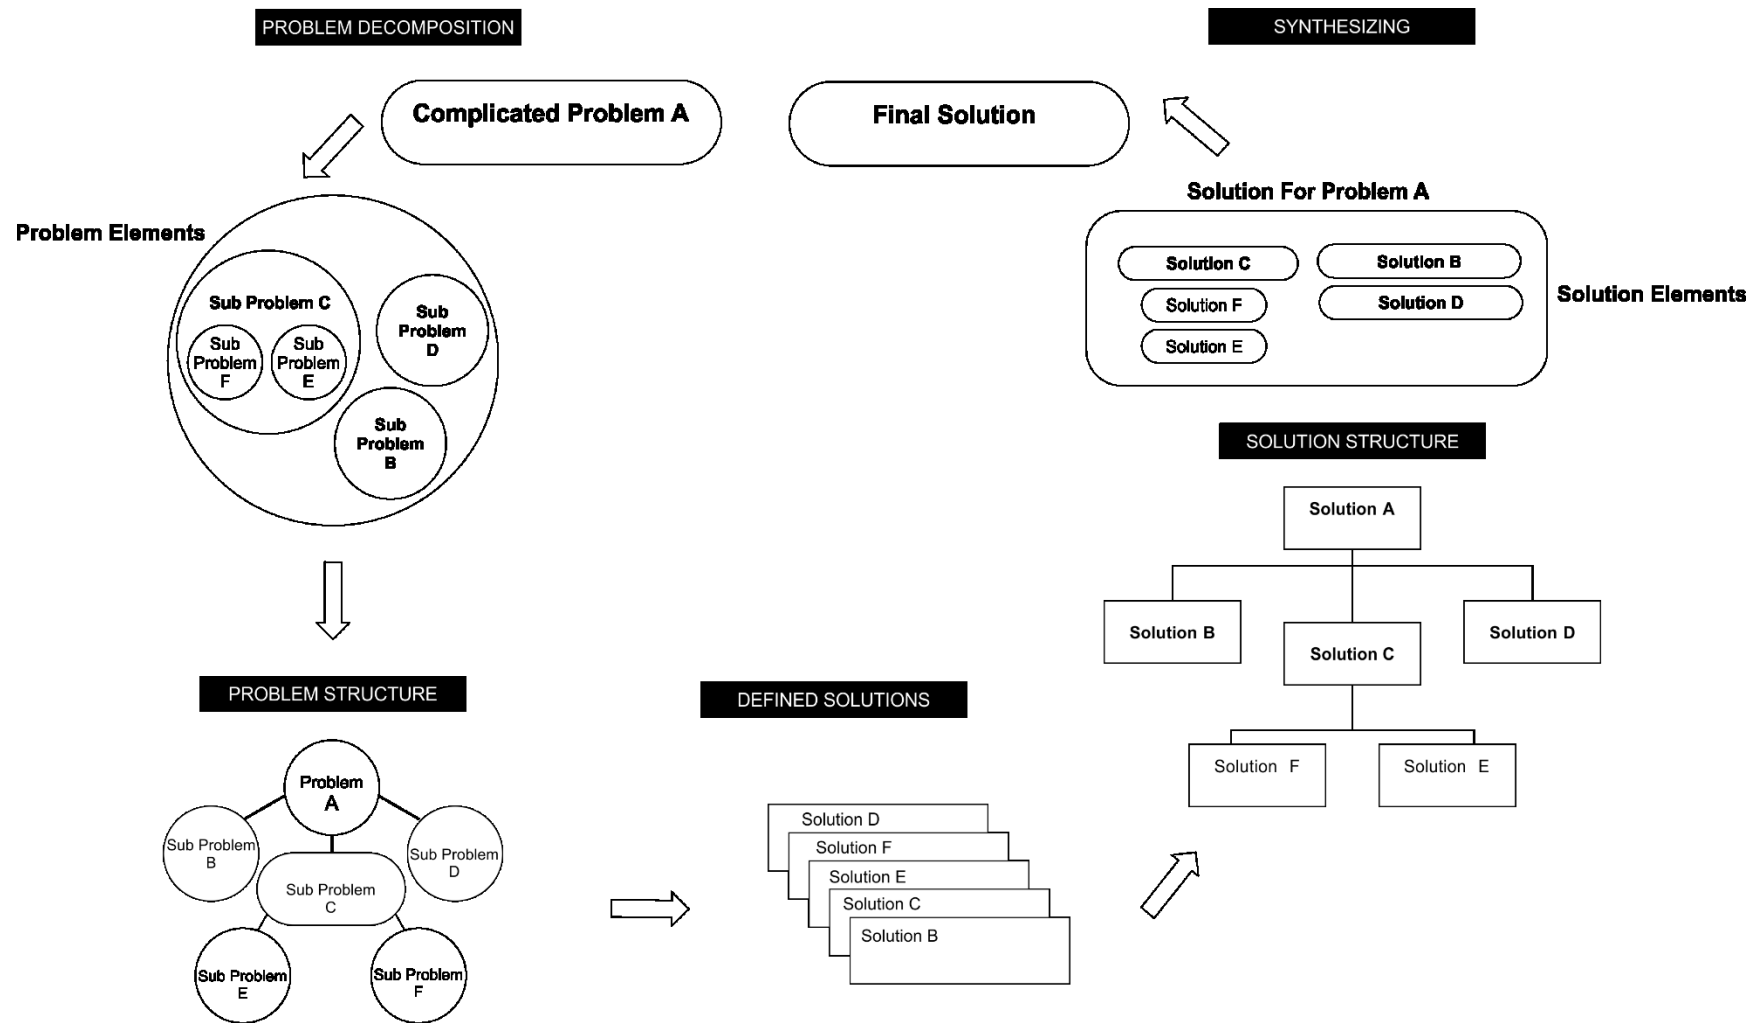 PROBLEM DECOMPOSITION
SYNTHESIZING
Complicated Problem A
Final Solution
Problem Elements
Sub Problem C
Sub
Problem
F
Sub
Problem
E
Sub
Problem
D
Sub
Problem
B
Solution For Problem A
Solution C
Solution B
Solution F
Solution D
Solution E
Solution Elements
PROBLEM STRUCTURE
Problem
A
Sub Problem
B
Sub Problem
C
Sub Problem
D
Sub Problem
E
Sub Problem
F
DEFINED SOLUTIONS
Solution D
Solution F
Solution E
Solution C
Solution B
SOLUTION STRUCTURE
Solution A
Solution B
Solution C
Solution D
Solution F
Solution E